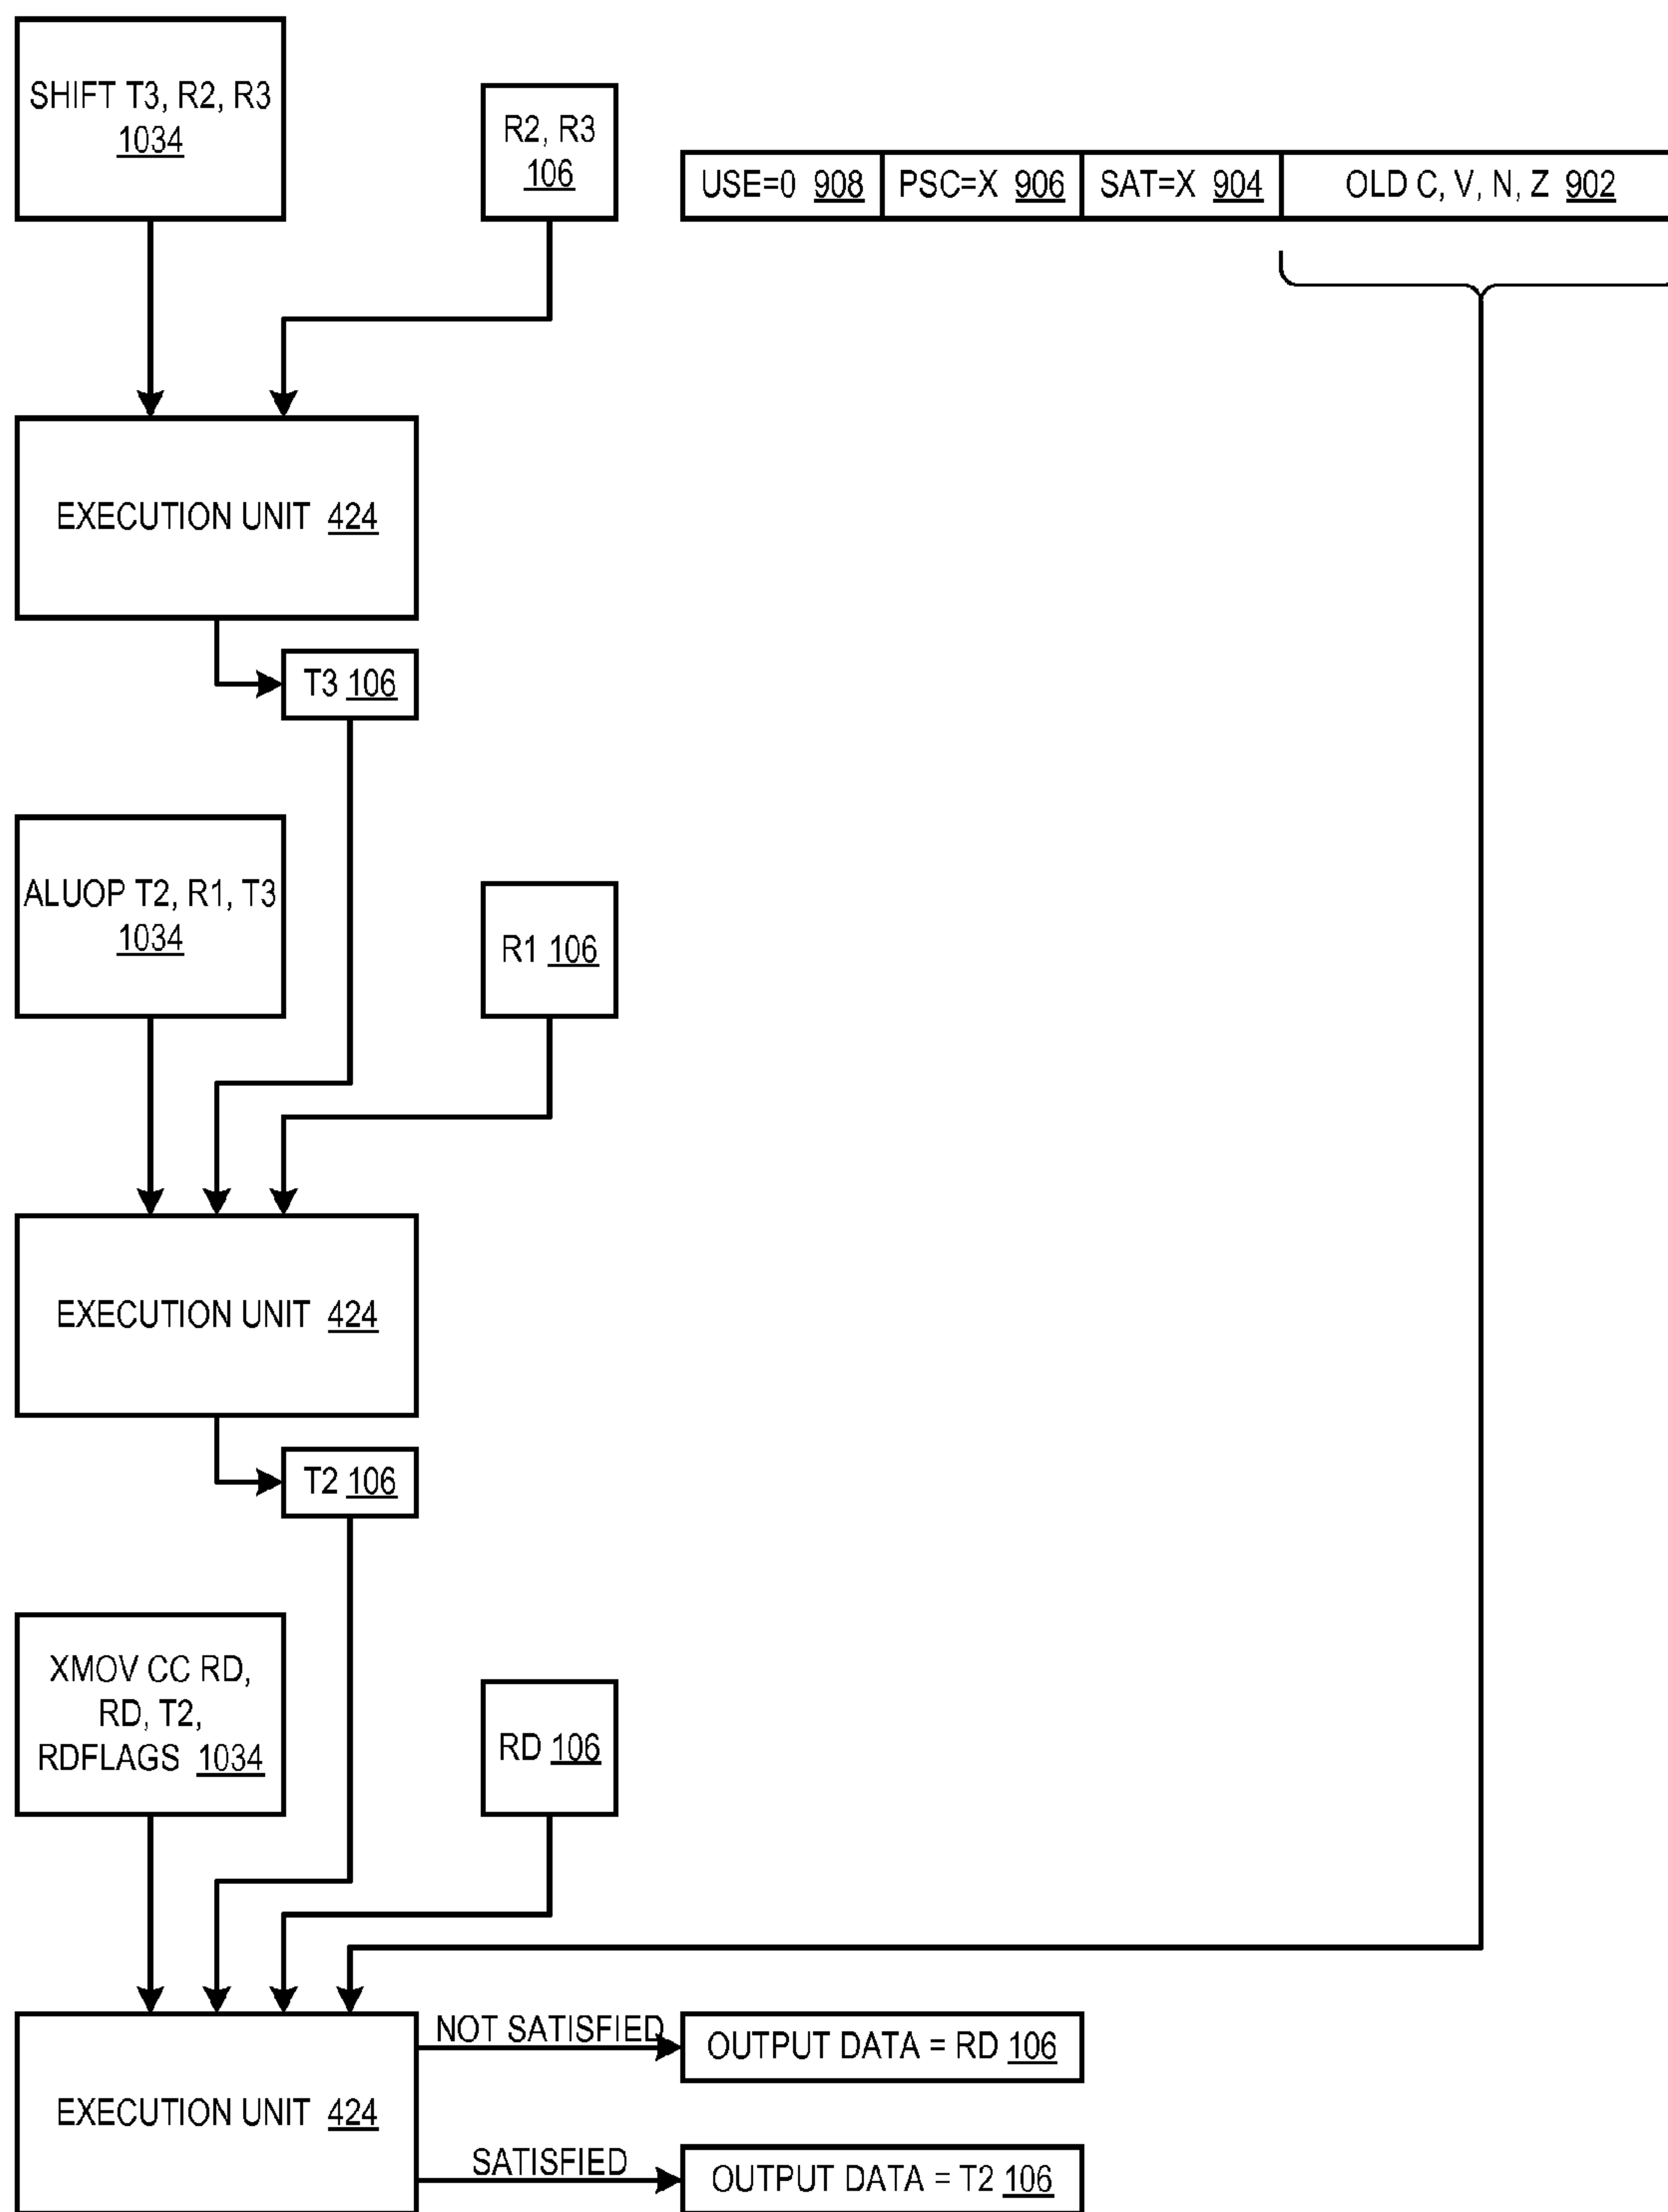 SHIFT T3, R2, R3
1034
R2, R3
106
USE=0 908 PSC=X 906 SAT=X 904 OLD C, V, N, Z 902
EXECUTION UNIT 424
T3 106
ALUOP T2, R1, T3
1034
R1 106
EXECUTION UNIT 424
T2 106
XMOV CC RD,
RD, T2,
RDFLAGS 1034
RD 106
EXECUTION UNIT 424
NOT SATISFIED
OUTPUT DATA = RD 106
SATISFIED
OUTPUT DATA = T2 106